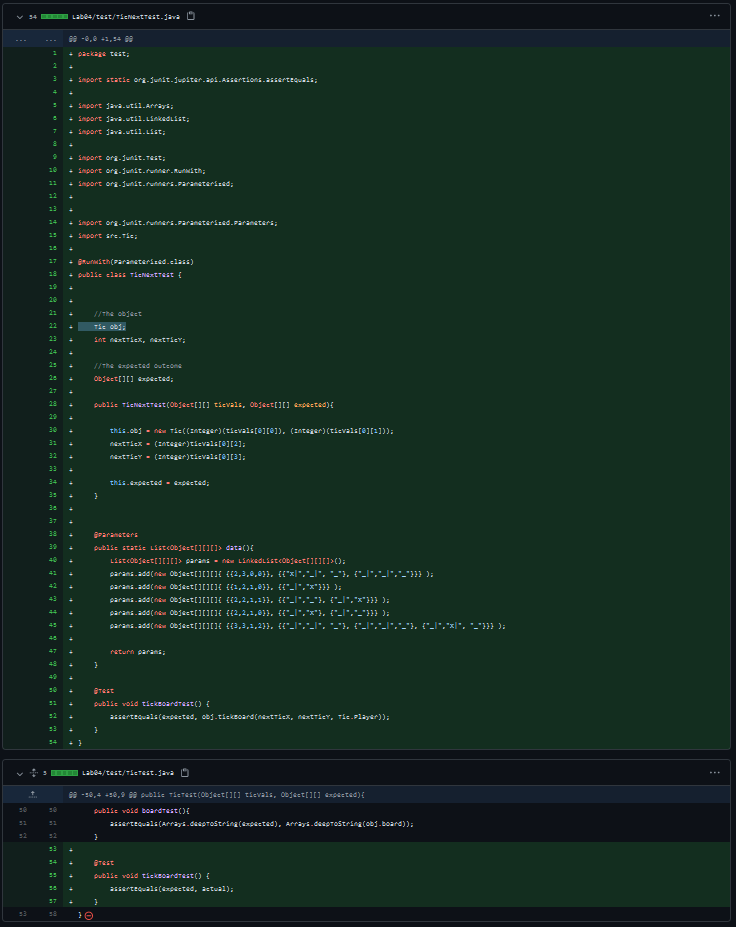 54 Lab04/test/TicNextTest.java
... ... @@ -0,0 +1,54 @@
1 + package test;
2 +
3 + import static org.junit.jupiter.api.Assertions.assertEquals;
4 +
5 + import java.util.Arrays;
6 + import java.util.LinkedList;
7 + import java.util.List;
8 +
9 + import org.junit.Test;
10 + import org.junit.runner.RunWith;
11 + import org.junit.runners.Parameterized;
12 +
13 +
14 + import org.junit.runners.Parameterized.Parameters;
15 + import src.Tic;
16 +
17 + @RunWith(Parameterized.class)
18 + public class TicNextTest {
19 +
20 +
21 + //The object
22 + Tic obj;
23 + int nextTicX, nextTicY;
24 +
25 + //The expected outcome
26 + Object[][] expected;
27 +
28 + public TicNextTest(Object[][] ticVals, Object[][] expected){
29 +
30 + this.obj = new Tic((Integer)(ticVals[0][0]), (Integer)(ticVals[0][1]));
31 + nextTicX = (Integer)ticVals[0][2];
32 + nextTicY = (Integer)ticVals[0][3];
33 +
34 + this.expected = expected;
35 + }
36 +
37 +
38 + @Parameters
39 + public static List<Object[][][]> data(){
40 + List<Object[][][]> params = new LinkedList<Object[][][]>();
41 + params.add(new Object[][][]{ {{2,3,0,0}}, {{"X|","_|", "_"}, {"_|","_|","_"}}} );
42 + params.add(new Object[][][]{ {{1,2,1,0}}, {{"_|","X"}}} );
43 + params.add(new Object[][][]{ {{2,2,1,1}}, {{"_|","_"}, {"_|","X"}}} );
44 + params.add(new Object[][][]{ {{2,2,1,0}}, {{"_|","X"}, {"_|","_"}}} );
45 + params.add(new Object[][][]{ {{3,3,1,2}}, {{"_|","_|", "_"}, {"_|","_|","_"}, {"_|","X|", "_"}}} );
46 +
47 + return params;
48 + }
49 +
50 + @Test
51 + public void tickBoardTest() {
52 + assertEquals(expected, obj.tickBoard(nextTicX, nextTicY, Tic.Player));
53 + }
54 + }
5 Lab04/test/TicTest.java
@@ -50,4 +50,9 @@ public TicTest(Object[][] ticVals, Object[][] expected){
50 50 public void boardTest(){
51 51 assertEquals(Arrays.deepToString(expected), Arrays.deepToString(obj.board));
52 52 }
53 +
54 + @Test
55 + public void tickBoardTest() {
56 + assertEquals(expected, actual);
57 + }
53 58 }